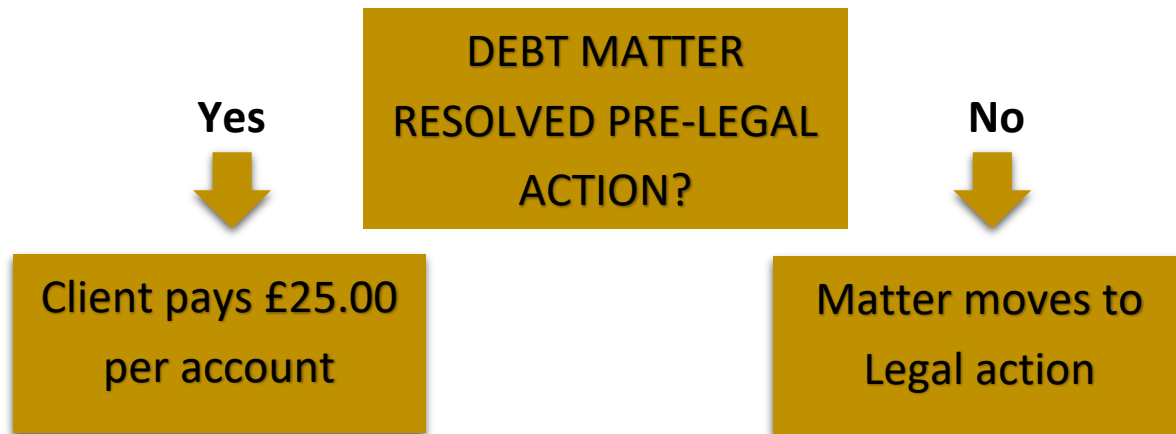 DEBT MATTER
RESOLVED PRE-LEGAL
ACTION?
Yes
No
Client pays £25.00
per account
Matter moves to
Legal action